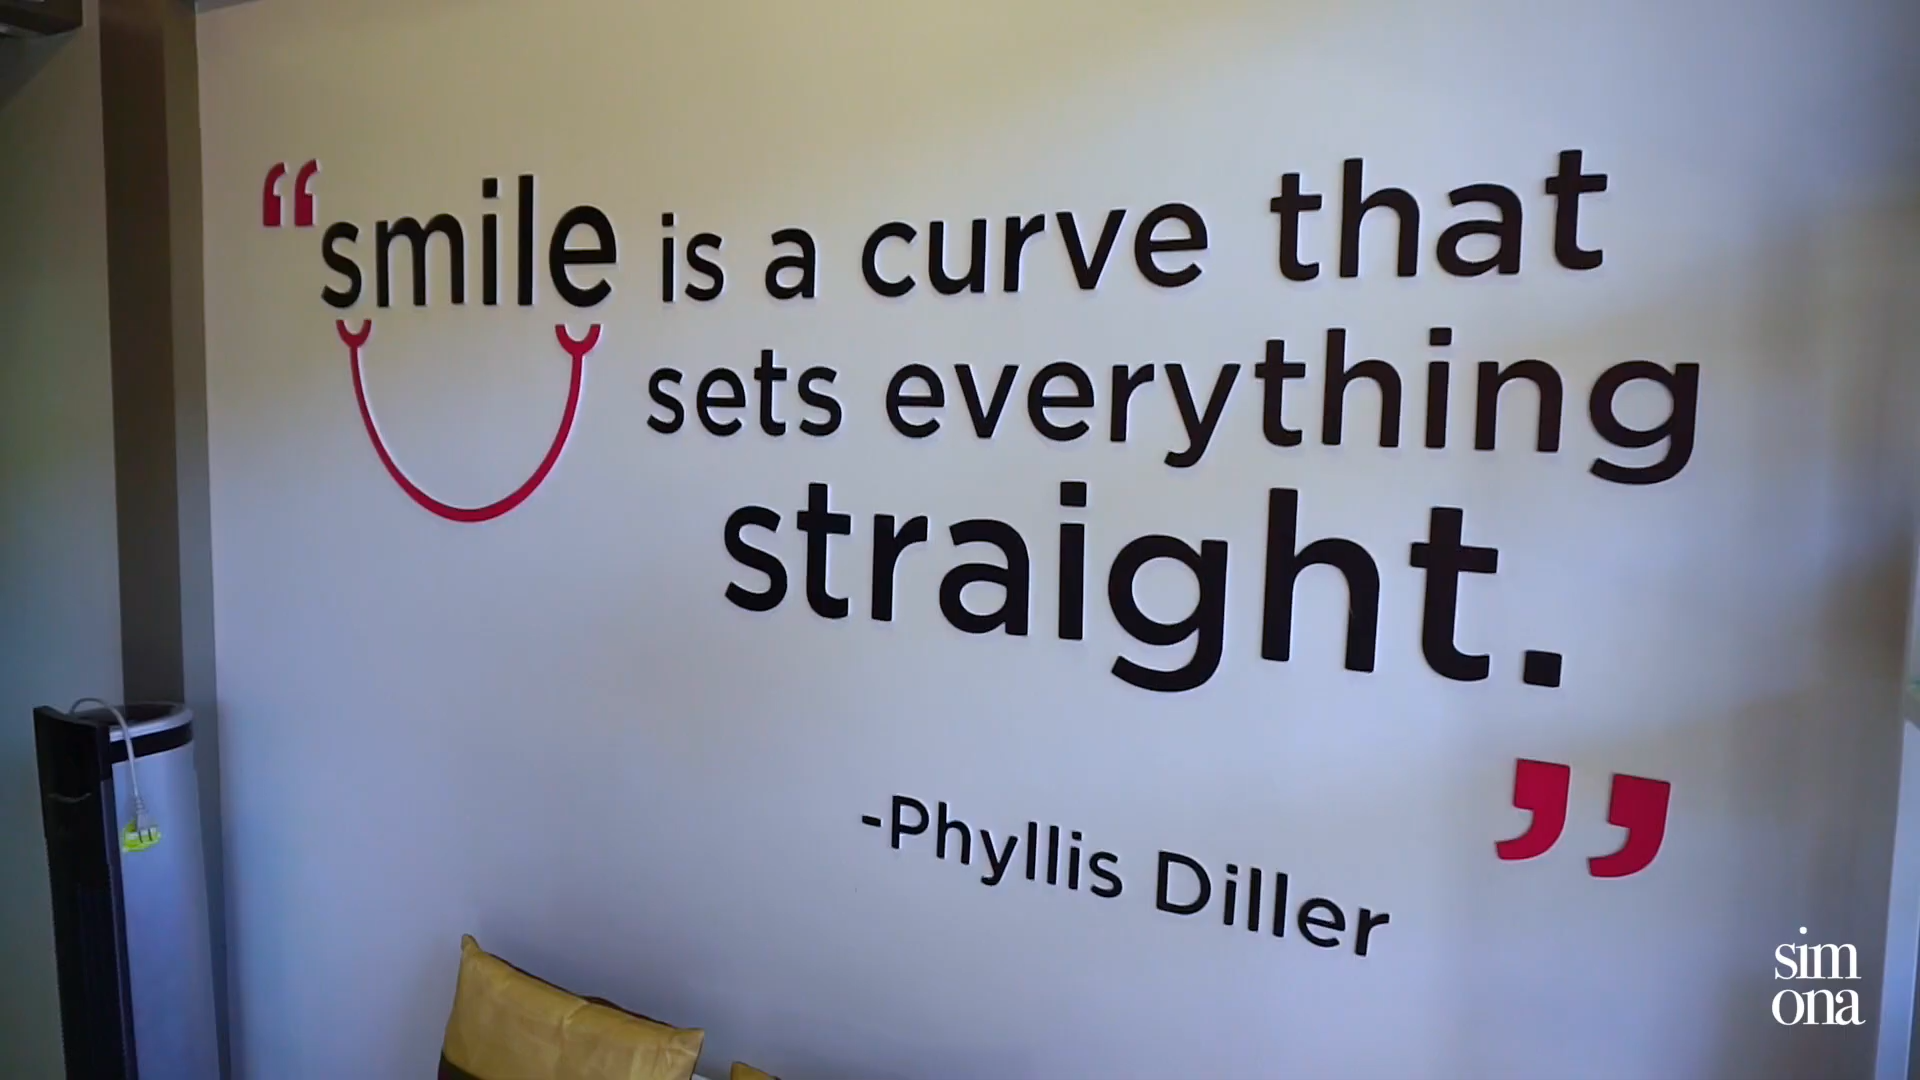 “smile is a curve that
sets everything
straight.”
-Phyllis Diller
sim
ona